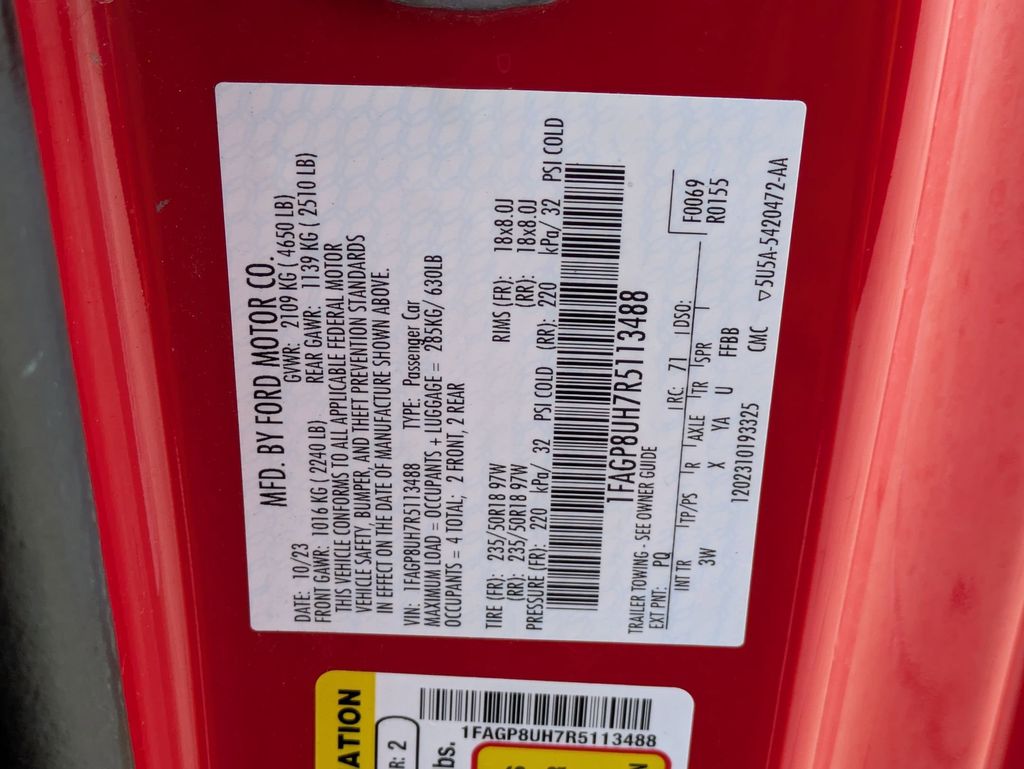 MFD. BY FORD MOTOR CO.
DATE: 10/23 GVWR: 2109 KG ( 4650 LB)
FRONT GAWR: 1016 KG ( 2240 LB) REAR GAWR: 1139 KG ( 2510 LB)
THIS VEHICLE CONFORMS TO ALL APPLICABLE FEDERAL MOTOR
VEHICLE SAFETY, BUMPER, AND THEFT PREVENTION STANDARDS
IN EFFECT ON THE DATE OF MANUFACTURE SHOWN ABOVE.
VIN: 1FAGP8UH7R5113488 TYPE: Passenger Car
MAXIMUM LOAD = OCCUPANTS + LUGGAGE = 285KG/ 630LB
OCCUPANTS = 4 TOTAL; 2 FRONT, 2 REAR
TIRE (FR): 235/50R18 97W RIMS (FR): 18x8.0J
(RR): 235/50R18 97W (RR): 18x8.0J
PRESSURE (FR): 220 kPa/ 32 PSI COLD (RR): 220 kPa/ 32 PSI COLD
1FAGP8UH7R5113488
TRAILER TOWING - SEE OWNER GUIDE
EXT PNT: PQ RC: 71 DSO: F0069
R0155
INT TR TP/PS R AXLE TR SPR
3W X YA U FFBB
12023101933​25 CMC ▽5U5A-5420472-AA
ATION
R: 2
bs.
1FAGP8UH7R5113488